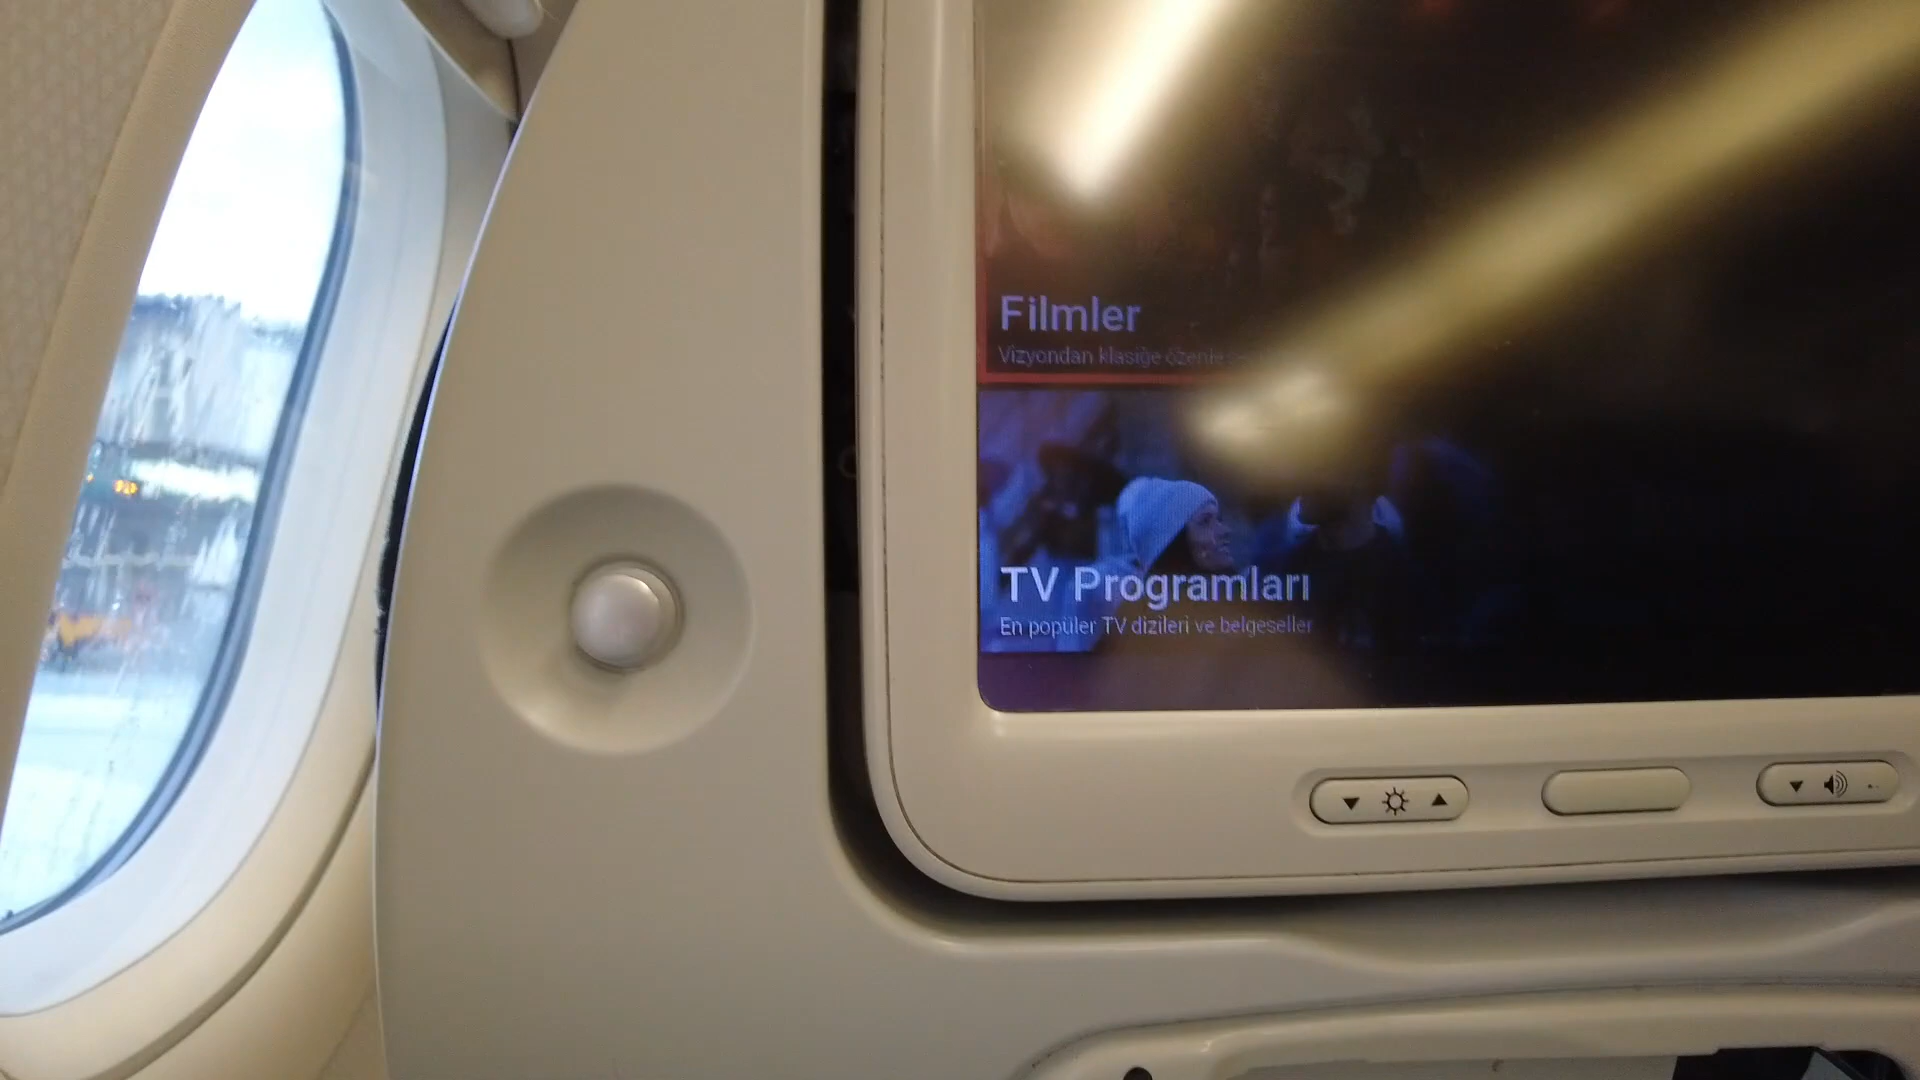 Filmler
Vizyondan klasiğe
TV Programları
En popüler TV dizileri ve belgeseller